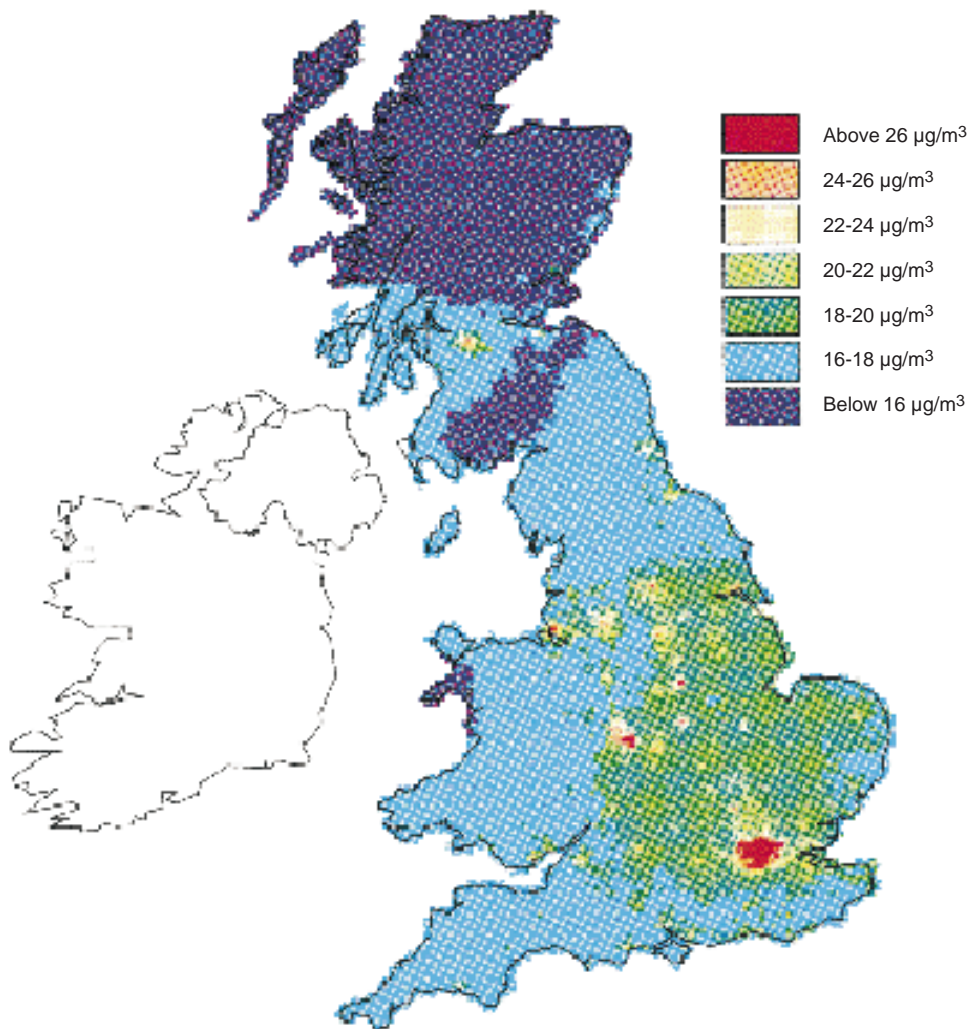 Above 26 µg/m³
24-26 µg/m³
22-24 µg/m³
20-22 µg/m³
18-20 µg/m³
16-18 µg/m³
Below 16 µg/m³